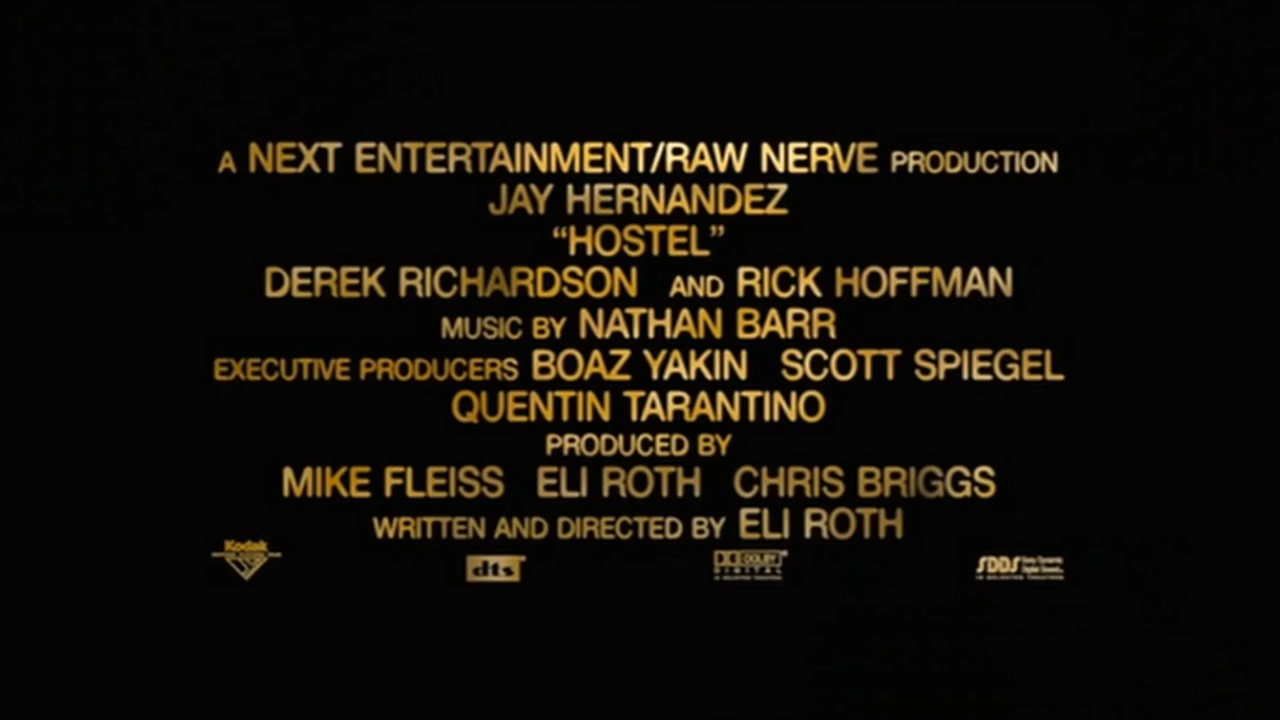 A NEXT ENTERTAINMENT/RAW NERVE PRODUCTION
JAY HERNANDEZ
“HOSTEL”
DEREK RICHARDSON AND RICK HOFFMAN
MUSIC BY NATHAN BARR
EXECUTIVE PRODUCERS BOAZ YAKIN SCOTT SPIEGEL
QUENTIN TARANTINO
PRODUCED BY
MIKE FLEISS ELI ROTH CHRIS BRIGGS
WRITTEN AND DIRECTED BY ELI ROTH
Kodak dts DOLBY SDDS
DIGITAL